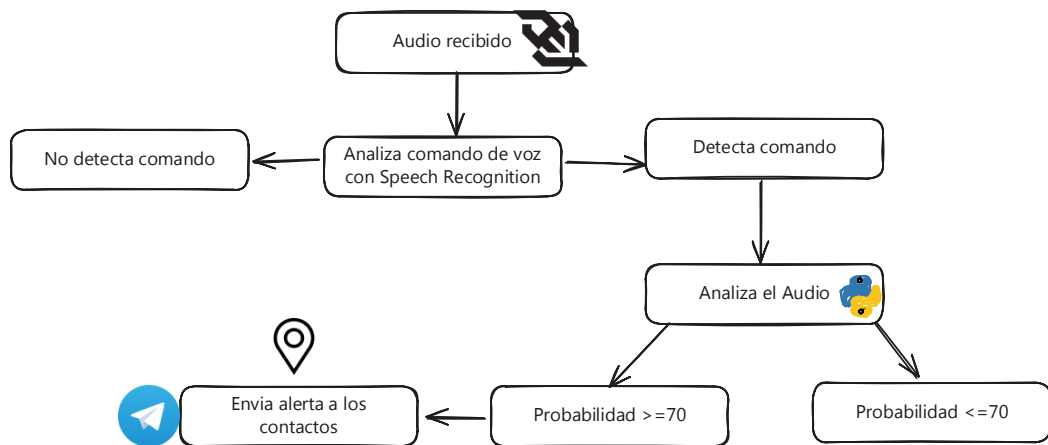 Audio recibido
No detecta comando
Analiza comando de voz
con Speech Recognition
Detecta comando
Analiza el Audio
Envia alerta a los
contactos
Probabilidad >=70
Probabilidad <=70